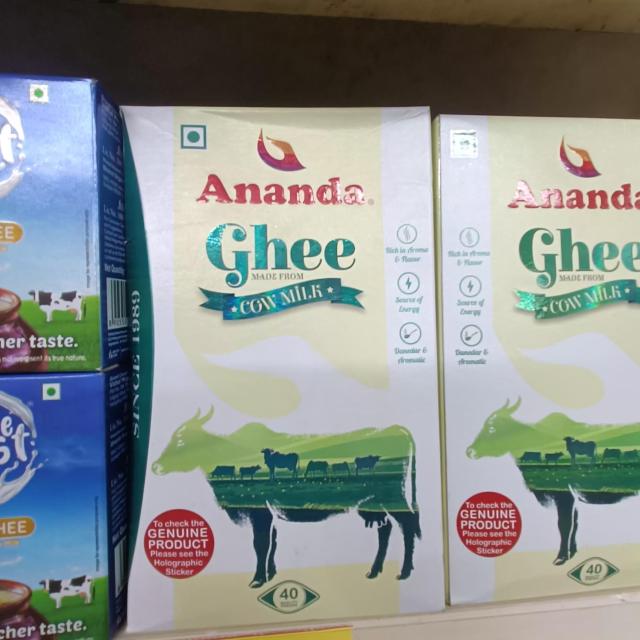 EE
her taste.
HEE
cher taste.
Net Quantity
SINCE 1989
Ananda
Ghee
MADE FROM
COW MILK
Rich in Aroma
& Flavor
Source of
Energy
Danedar &
Aromatic
To check the
GENUINE
PRODUCT
Please see the
Holographic
Sticker
40
Ananda
Ghee
MADE FROM
COW MILK
Rich in Aroma
& Flavor
Source of
Energy
Danedar &
Aromatic
To check the
GENUINE
PRODUCT
Please see the
Holographic
Sticker
40